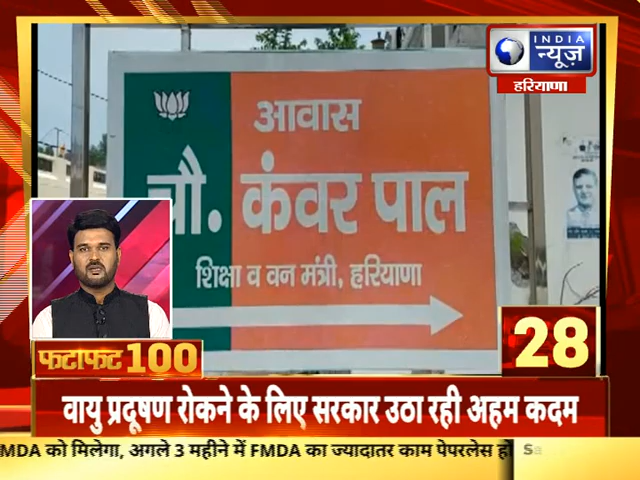 INDIA
न्यूज़
हरियाणा
आवास
चौ. कंवर पाल
शिक्षा व वन मंत्री, हरियाणा
फटाफट 100
28
वायु प्रदूषण रोकने के लिए सरकार उठा रही अहम कदम
MDA को मिलेगा, अगले 3 महीने में FMDA का ज्यादातर काम पेपरलेस हो